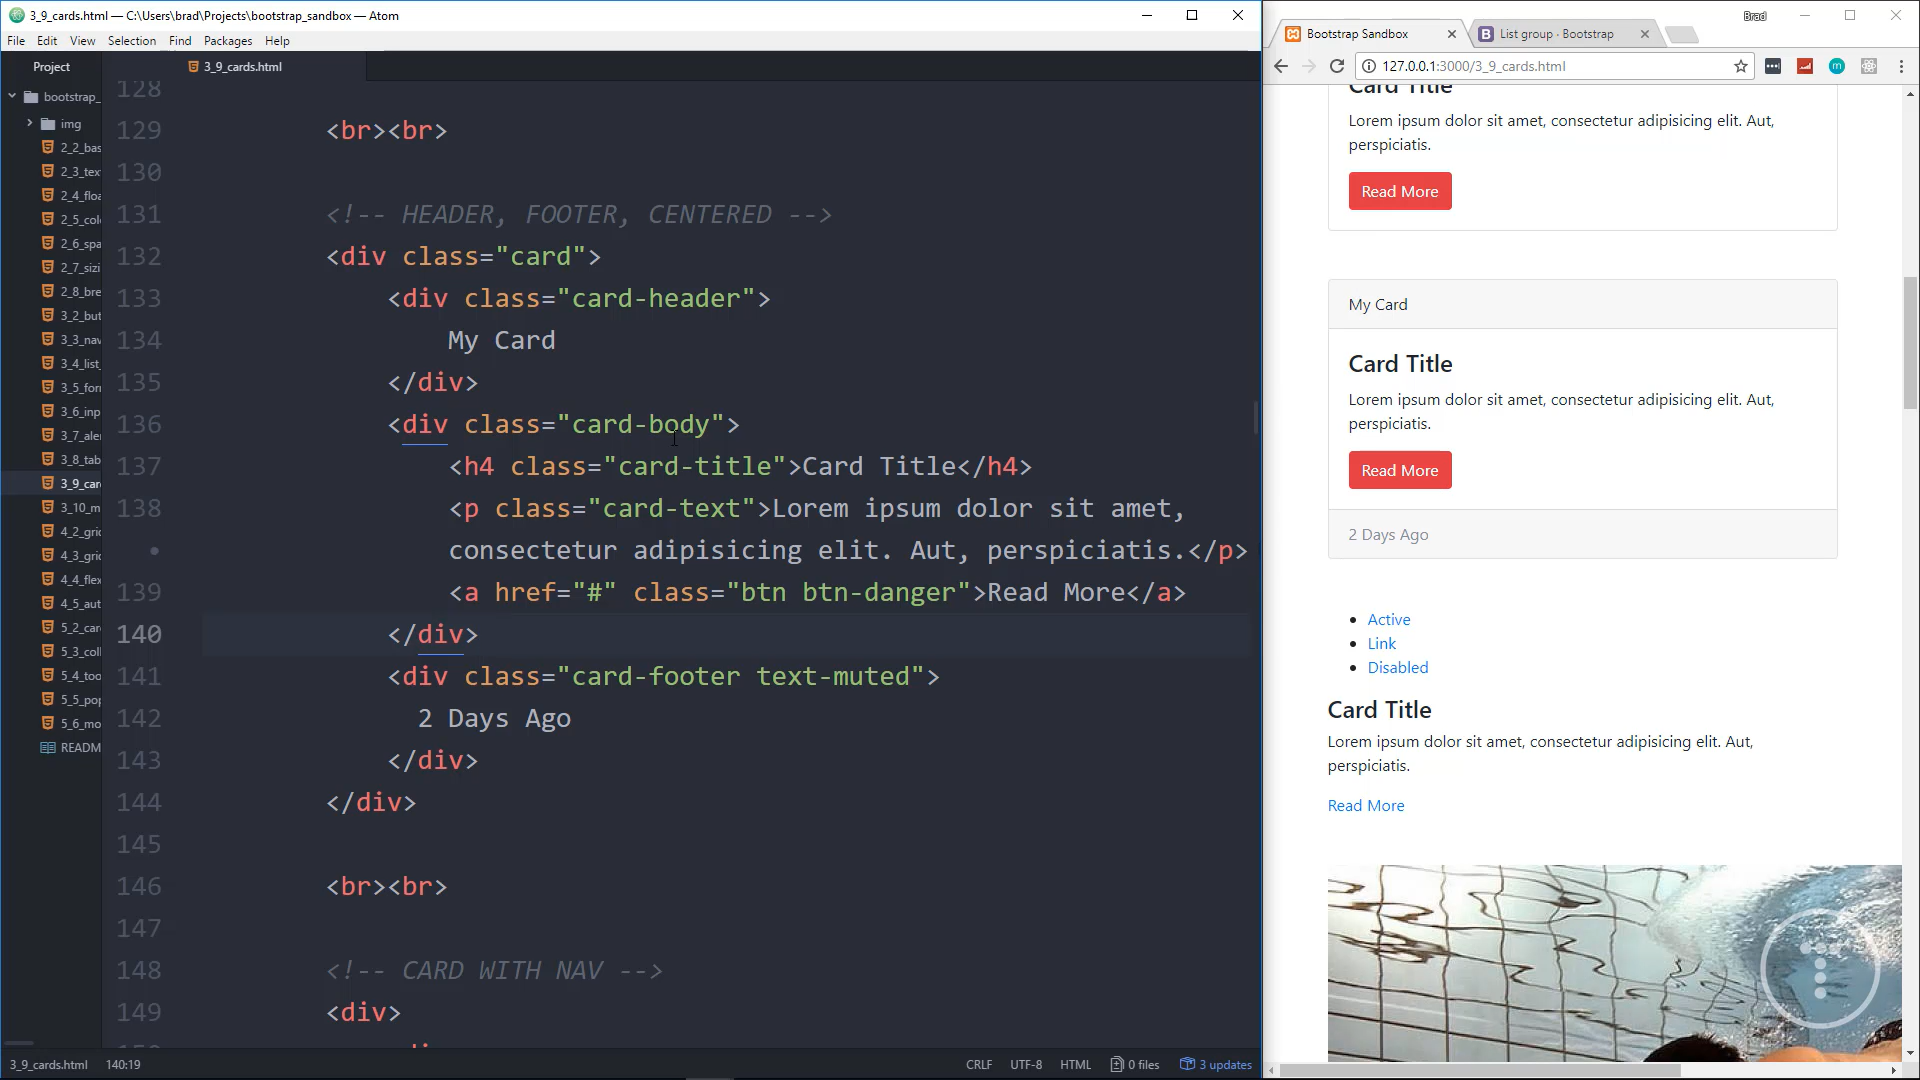 3_9_cards.html — C:\Users\brad\Projects\bootstrap_sandbox — Atom
File Edit View Selection Find Packages Help
Project
bootstrap_
img
2_2_bas
2_3_tex
2_4_floa
2_5_colo
2_6_spa
2_7_sizi
2_8_bre
3_2_but
3_3_nav
3_4_list_
3_5_forr
3_6_inp
3_7_aler
3_8_tab
3_9_car
3_10_m
4_2_gric
4_3_gric
4_4_flex
4_5_aut
5_2_car
5_3_coll
5_4_too
5_5_pop
5_6_mo
READM
3_9_cards.html
128
129 <br><br>
130
131 <!-- HEADER, FOOTER, CENTERED -->
132 <div class="card">
133 <div class="card-header">
134 My Card
135 </div>
136 <div class="card-body">
137 <h4 class="card-title">Card Title</h4>
138 <p class="card-text">Lorem ipsum dolor sit amet,
• consectetur adipisicing elit. Aut, perspiciatis.</p>
139 <a href="#" class="btn btn-danger">Read More</a>
140 </div>
141 <div class="card-footer text-muted">
142 2 Days Ago
143 </div>
144 </div>
145
146 <br><br>
147
148 <!-- CARD WITH NAV -->
149 <div>
3_9_cards.html 140:19
CRLF UTF-8 HTML 0 files 3 updates
Brad
Bootstrap Sandbox
List group · Bootstrap
127.0.0.1:3000/3_9_cards.html
Card Title
Lorem ipsum dolor sit amet, consectetur adipisicing elit. Aut,
perspiciatis.
Read More
My Card
Card Title
Lorem ipsum dolor sit amet, consectetur adipisicing elit. Aut,
perspiciatis.
Read More
2 Days Ago
Active
Link
Disabled
Card Title
Lorem ipsum dolor sit amet, consectetur adipisicing elit. Aut,
perspiciatis.
Read More